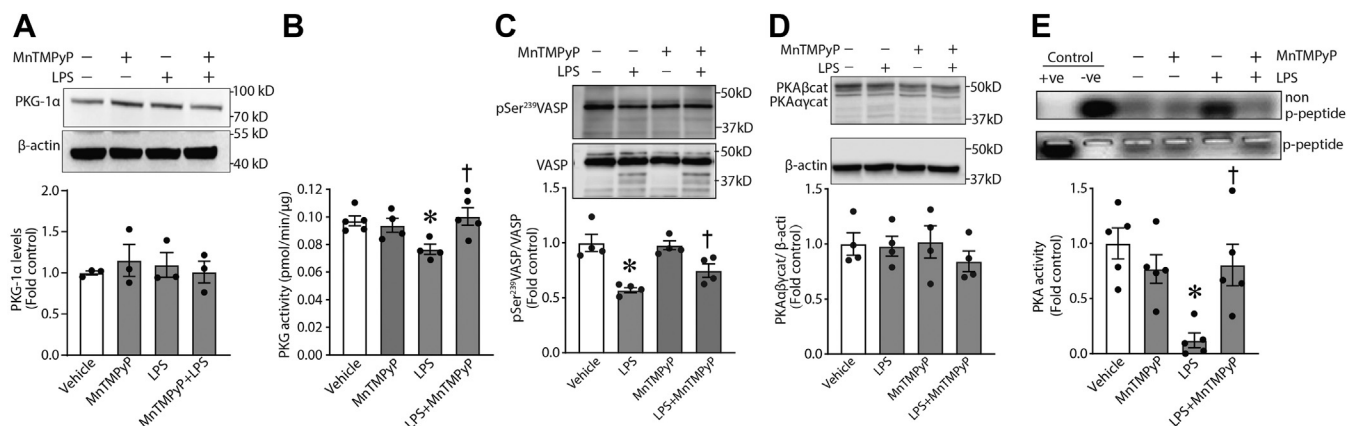 A
MnTMPyP − + − +
LPS − − + +
PKG-1α
100 kD
70 kD
β-actin
55 kD
40 kD
PKG-1α levels
(Fold control)
2.0
1.5
1.0
0.5
0.0
Vehicle
MnTMPyP
LPS
MnTMPyP+LPS
B
PKG activity (pmol/min/μg)
0.12
0.10
0.08
0.06
0.04
0.02
0.00
*
†
Vehicle
MnTMPyP
LPS
LPS+MnTMPyP
C
MnTMPyP − − + +
LPS − + − +
pSer²³⁹VASP
50kD
37kD
VASP
50kD
37kD
pSer²³⁹VASP/VASP
(Fold control)
1.5
1.0
0.5
0.0
*
†
Vehicle
LPS
MnTMPyP
LPS+MnTMPyP
D
MnTMPyP − − + +
LPS − + − +
PKAβcat
PKAαγcat
50kD
37kD
β-actin
50kD
37kD
PKAαβγcat/ β-acti
(Fold control)
2.0
1.5
1.0
0.5
0.0
Vehicle
LPS
MnTMPyP
LPS+MnTMPyP
E
Control
+ve -ve
− + − + MnTMPyP
− − + + LPS
non
p-peptide
p-peptide
PKA activity
(Fold control)
1.5
1.0
0.5
0.0
*
†
Vehicle
MnTMPyP
LPS
LPS+MnTMPyP